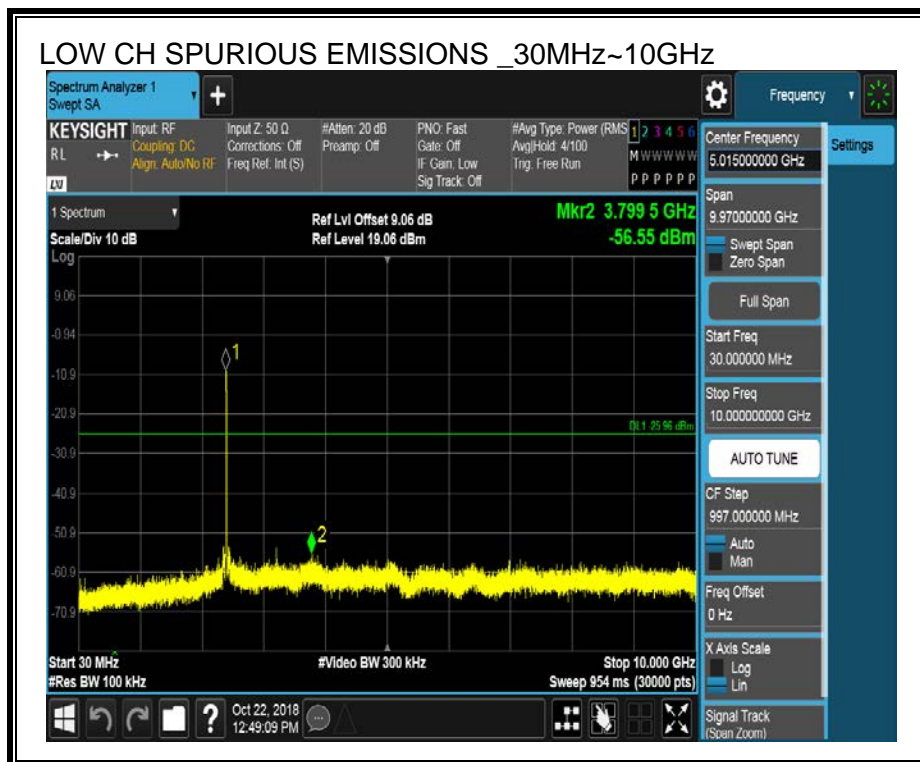 LOW CH SPURIOUS EMISSIONS _30MHz~10GHz
Spectrum Analyzer 1
Swept SA
+
Frequency
KEYSIGHT
RL
LXI
Input: RF
Coupling: DC
Align: Auto/No RF
Input Z: 50 Ω
Corrections: Off
Freq Ref: Int (S)
#Atten: 20 dB
Preamp: Off
PNO: Fast
Gate: Off
IF Gain: Low
Sig Track: Off
#Avg Type: Power (RMS
Avg|Hold: 4/100
Trig: Free Run
1 2 3 4 5 6
M W W W W W
P P P P P P
Settings
1 Spectrum
Scale/Div 10 dB
Log
Ref Lvl Offset 9.06 dB
Ref Level 19.06 dBm
Mkr2 3.799 5 GHz
-56.55 dBm
9.06
-0.94
-10.9
-20.9
-30.9
-40.9
-50.9
-60.9
-70.9
1
2
DL1 -25.96 dBm
Start 30 MHz
#Res BW 100 kHz
#Video BW 300 kHz
Stop 10.000 GHz
Sweep 954 ms (30000 pts)
Center Frequency
5.015000000 GHz
Span
9.97000000 GHz
Swept Span
Zero Span
Full Span
Start Freq
30.000000 MHz
Stop Freq
10.000000000 GHz
AUTO TUNE
CF Step
997.000000 MHz
Auto
Man
Freq Offset
0 Hz
X Axis Scale
Log
Lin
Signal Track
(Span Zoom)
?
Oct 22, 2018
12:49:09 PM